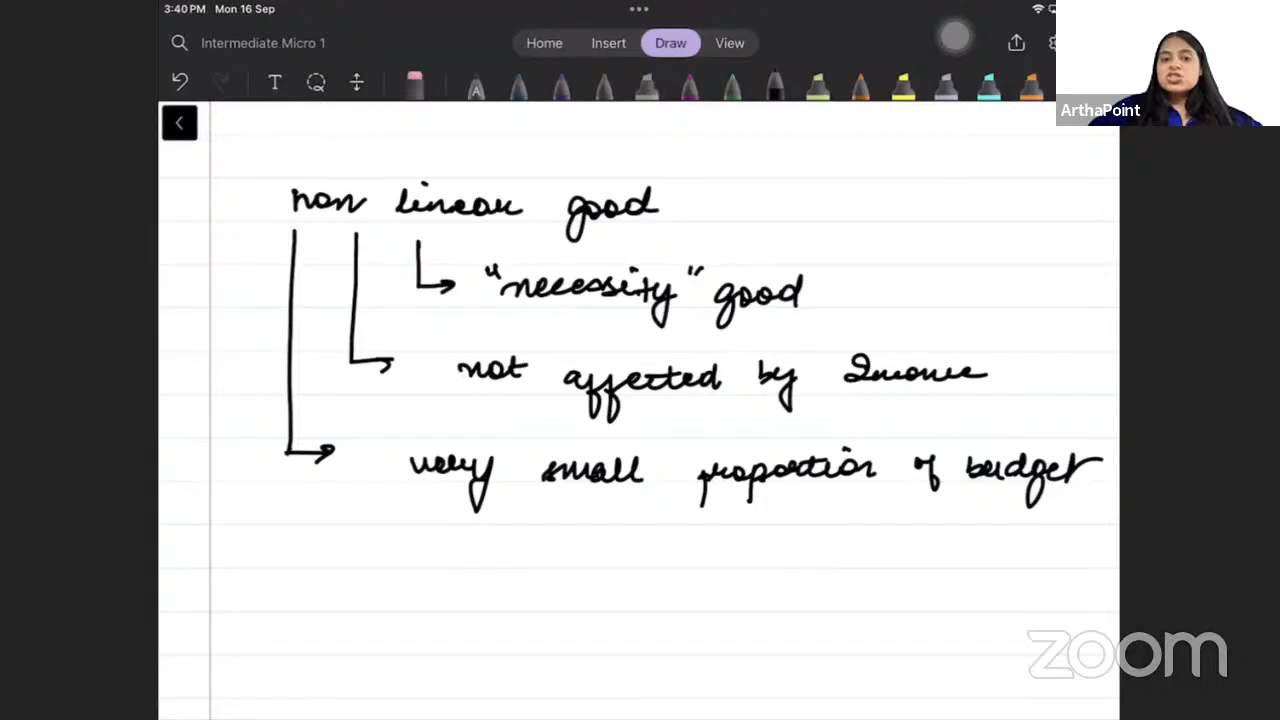 3:40 PM Mon 16 Sep
Intermediate Micro 1
Home Insert Draw View
T
A
ArthaPoint
non linear good
"necessity" good
not affected by Income
very small proportion of budget
zoom